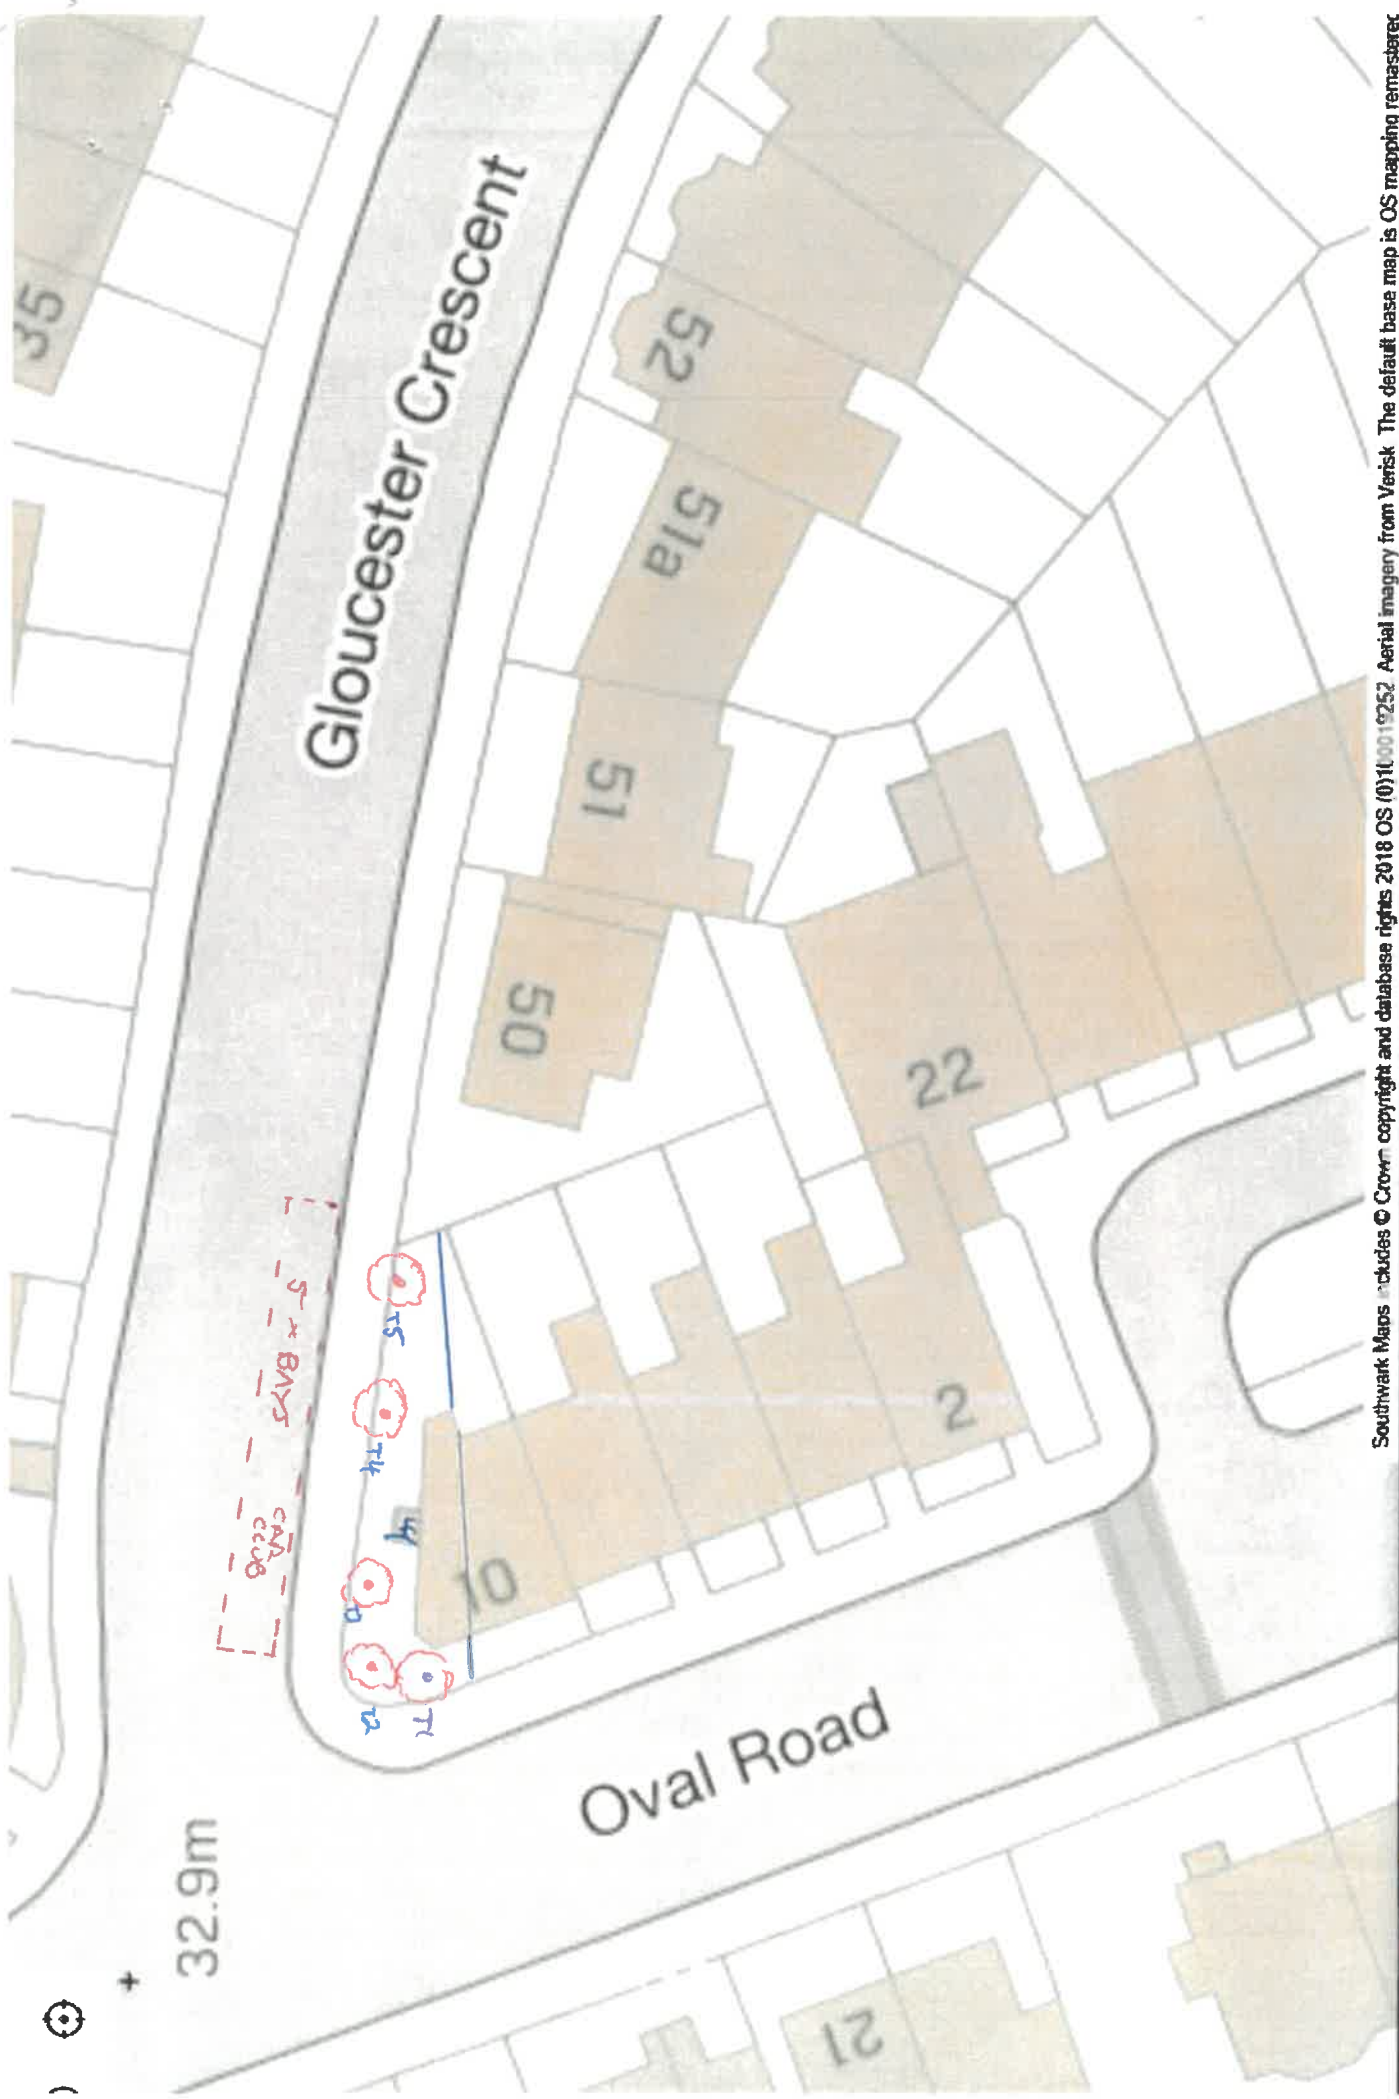 35
Gloucester Crescent
52
51a
51
50
22
2
10
T5
T4
T2
T1
5 x BAYS
CAR
CLUB
Oval Road
32.9m
21
Southwark Maps includes © Crown copyright and database rights 2018 OS (0)100019252. Aerial imagery from Verisk The default base map is OS mapping remastered